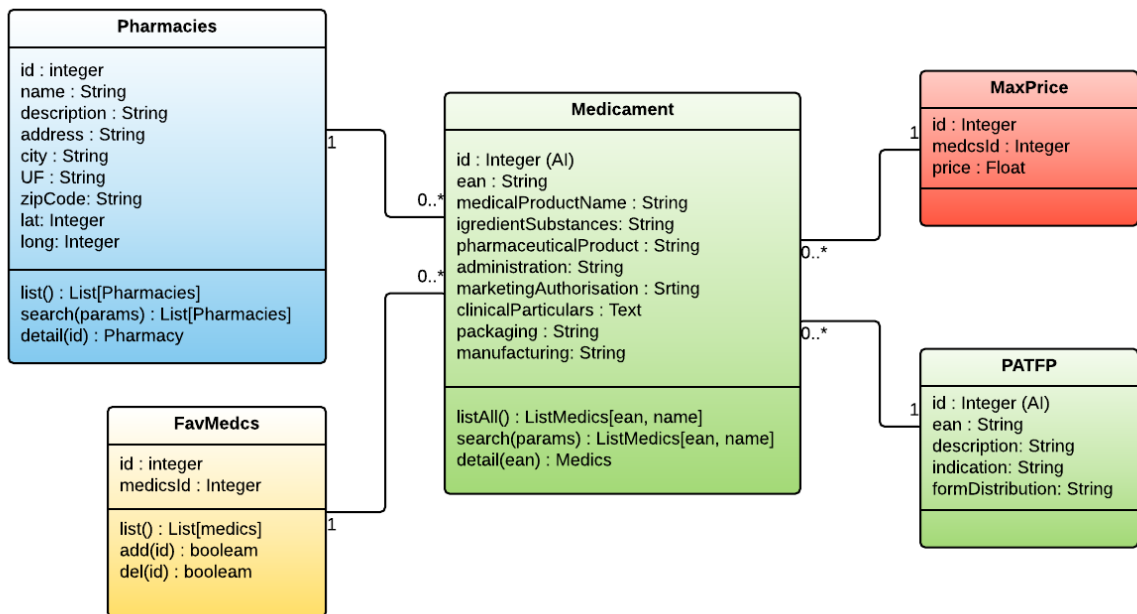 Pharmacies
id : integer
name : String
description : String
address : String
city : String
UF : String
zipCode: String
lat: Integer
long: Integer
list() : List[Pharmacies]
search(params) : List[Pharmacies]
detail(id) : Pharmacy
1
0..*
Medicament
id : Integer (AI)
ean : String
medicalProductName : String
igredientSubstances: String
pharmaceuticalProduct : String
administration: String
marketingAuthorisation : Srting
clinicalParticulars : Text
packaging : String
manufacturing: String
listAll() : ListMedics[ean, name]
search(params) : ListMedics[ean, name]
detail(ean) : Medics
MaxPrice
id : Integer
medcsId : Integer
price : Float
1
0..*
PATFP
id : Integer (AI)
ean : String
description: String
indication: String
formDistribution: String
1
0..*
FavMedcs
id : integer
medicsId : Integer
list() : List[medics]
add(id) : booleam
del(id) : booleam
1
0..*